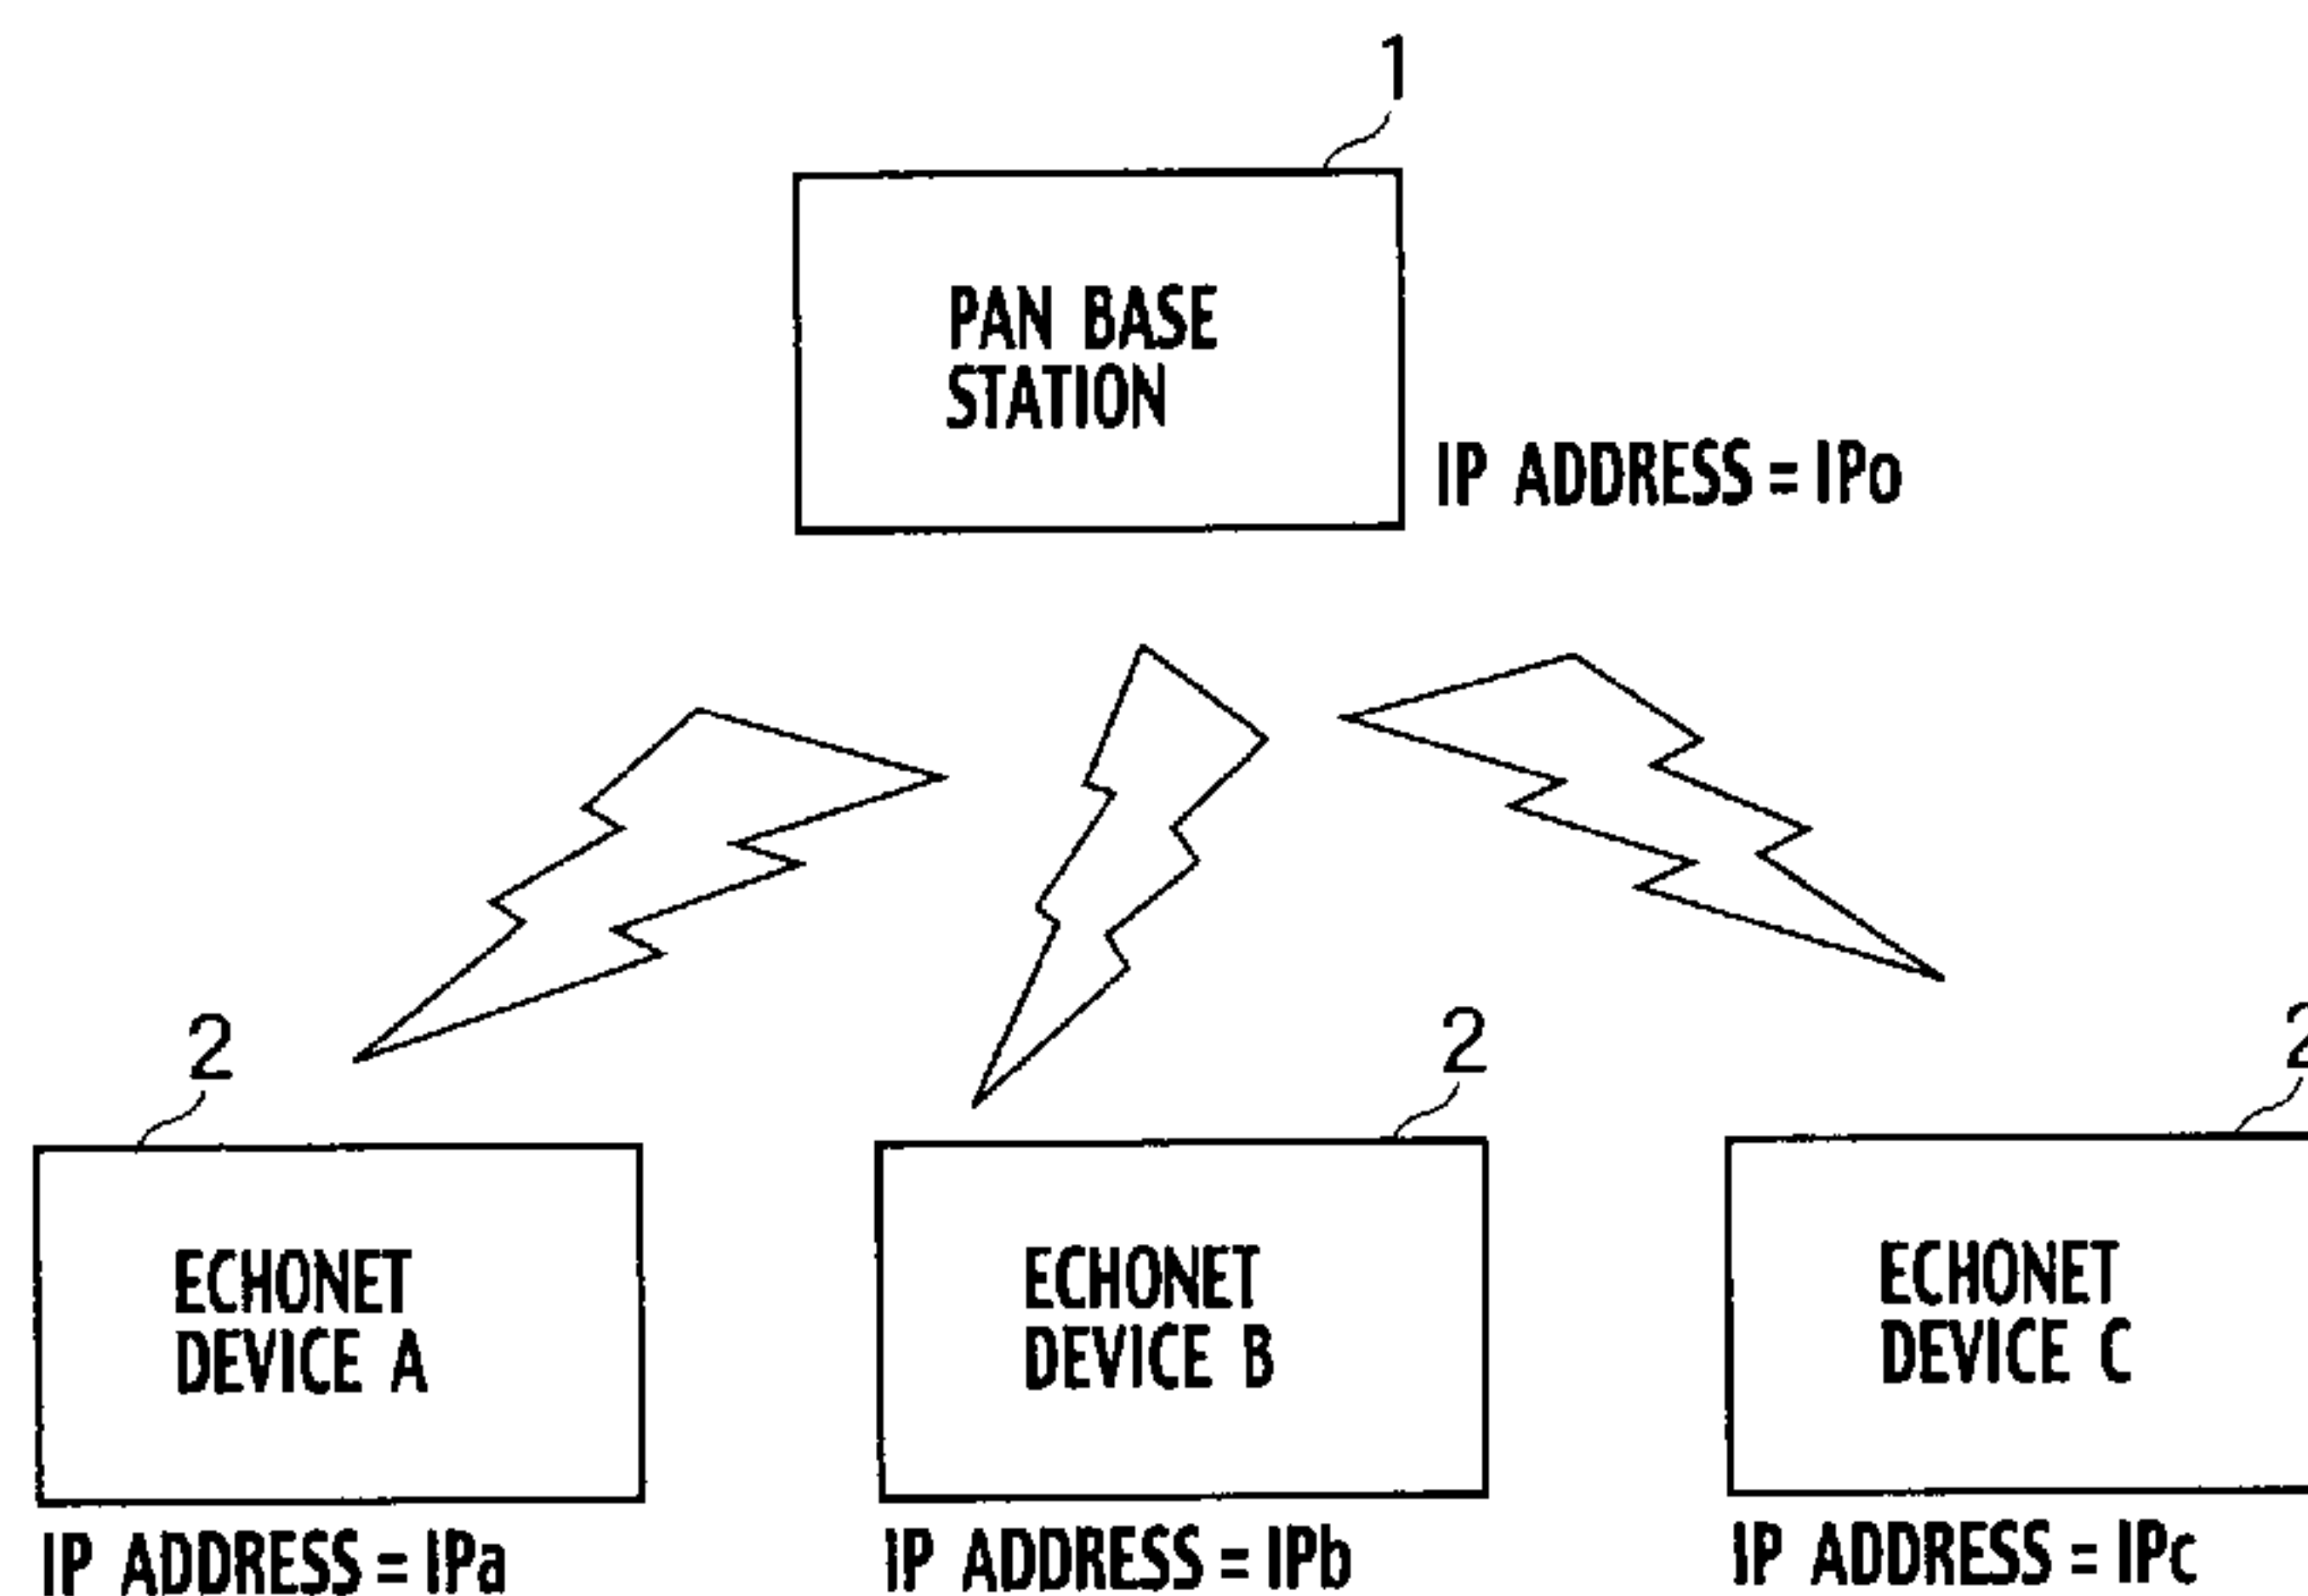 1
PAN BASE
STATION
IP ADDRESS = IPo
2
2
2
ECHONET
DEVICE A
ECHONET
DEVICE B
ECHONET
DEVICE C
IP ADDRESS = IPa
IP ADDRESS = IPb
IP ADDRESS = IPc